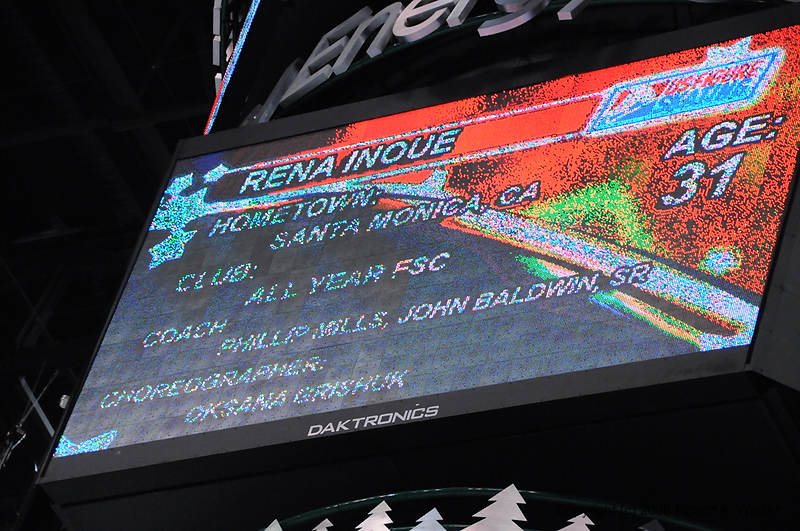 Energy
RENA INOUE
AGE:
31
HOMETOWN:
SANTA MONICA, CA
CLUB:
ALL YEAR FSC
COACH
PHILLIP MILLS, JOHN BALDWIN, SR
CHOREOGRAPHER:
OKSANA GRISHUK
DAKTRONICS